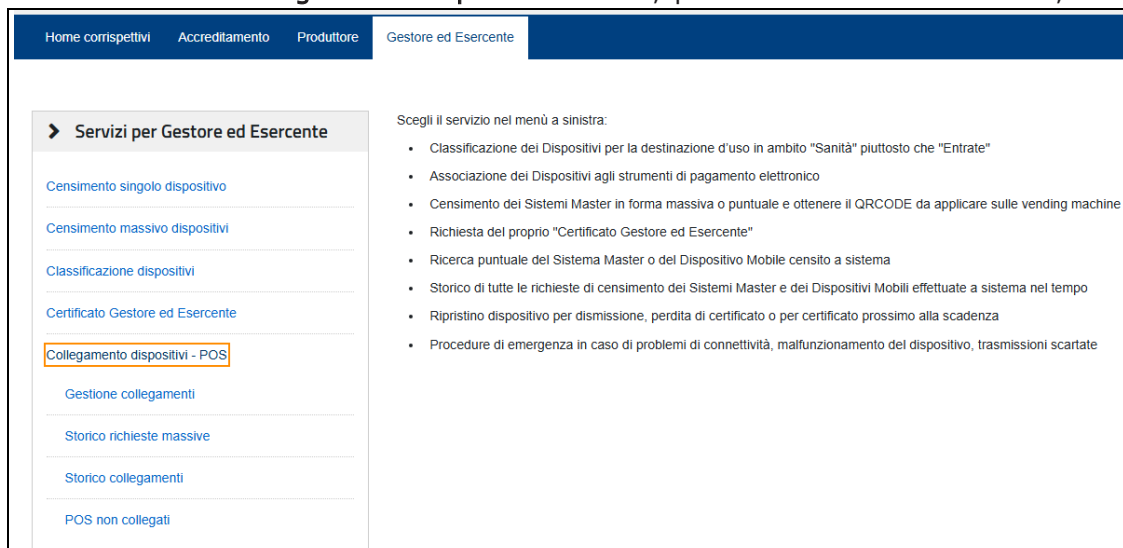 Home corrispettivi Accreditamento Produttore Gestore ed Esercente
Servizi per Gestore ed Esercente
Censimento singolo dispositivo
Censimento massivo dispositivi
Classificazione dispositivi
Certificato Gestore ed Esercente
Collegamento dispositivi - POS
Gestione collegamenti
Storico richieste massive
Storico collegamenti
POS non collegati
Scegli il servizio nel menù a sinistra:
• Classificazione dei Dispositivi per la destinazione d'uso in ambito "Sanità" piuttosto che "Entrate"
• Associazione dei Dispositivi agli strumenti di pagamento elettronico
• Censimento dei Sistemi Master in forma massiva o puntuale e ottenere il QRCODE da applicare sulle vending machine
• Richiesta del proprio "Certificato Gestore ed Esercente"
• Ricerca puntuale del Sistema Master o del Dispositivo Mobile censito a sistema
• Storico di tutte le richieste di censimento dei Sistemi Master e dei Dispositivi Mobili effettuate a sistema nel tempo
• Ripristino dispositivo per dismissione, perdita di certificato o per certificato prossimo alla scadenza
• Procedure di emergenza in caso di problemi di connettività, malfunzionamento del dispositivo, trasmissioni scartate